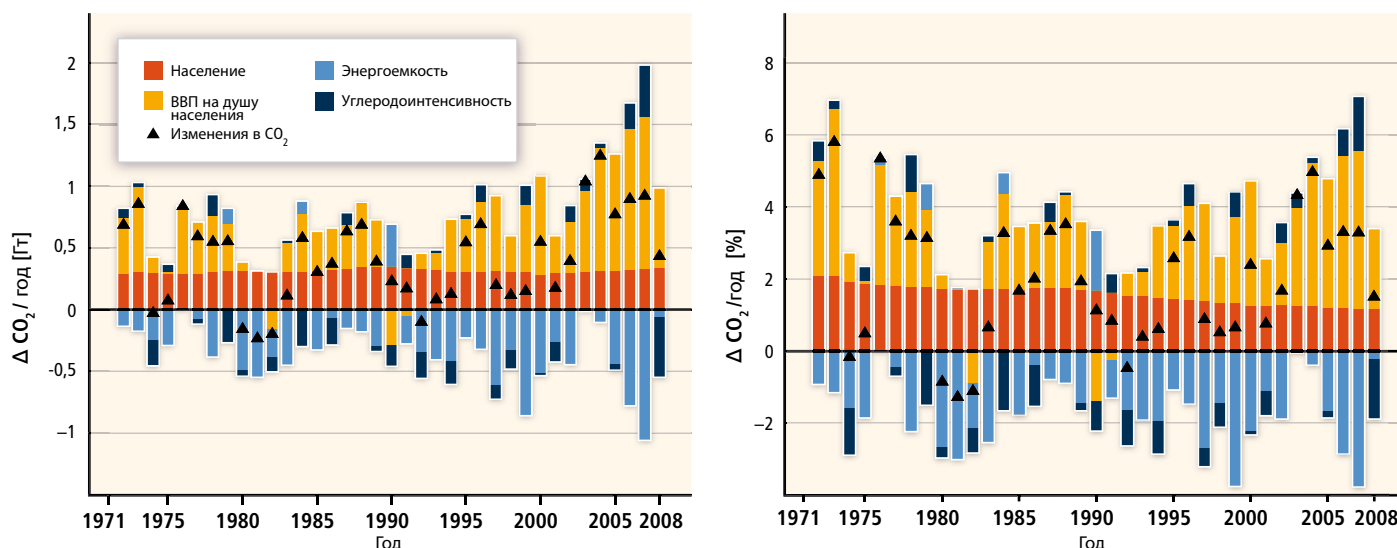 Δ CO2 / год [Гт]
2
1,5
1
0,5
0
-0,5
–1
Население
ВВП на душу
населения
Изменения в CO2
Энергоемкость
Углеродоинтенсивность
1971 1975 1980 1985 1990 1995 2000 2005 2008
Год
Δ CO2 /год [%]
8
6
4
2
0
–2
–4
1971 1975 1980 1985 1990 1995 2000 2005 2008
Год